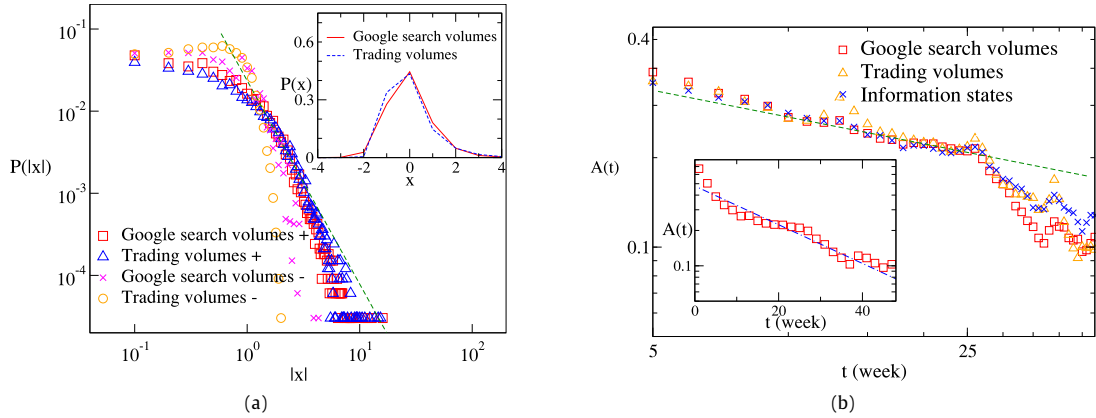 10^-1
10^-2
10^-3
10^-4
P(|x|)
10^-1
10^0
10^1
10^2
|x|
Google search volumes +
Trading volumes +
Google search volumes -
Trading volumes -
Google search volumes
Trading volumes
0.6
0.3
P(x)
-4
-2
0
2
4
x
(a)
0.4
0.1
A(t)
5
25
t (week)
Google search volumes
Trading volumes
Information states
A(t)
0.1
0
20
40
t (week)
(b)